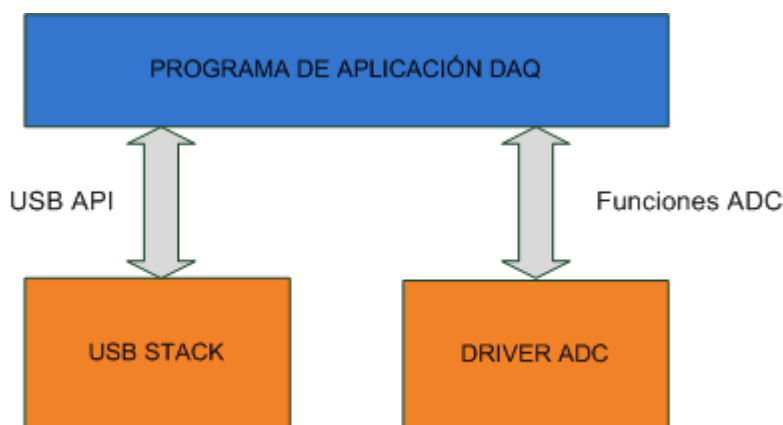 PROGRAMA DE APLICACIÓN DAQ
USB API
Funciones ADC
USB STACK
DRIVER ADC